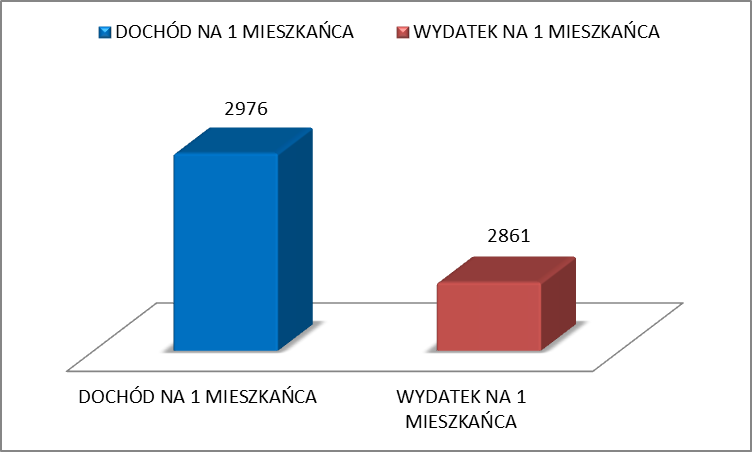 DOCHÓD NA 1 MIESZKAŃCA
WYDATEK NA 1 MIESZKAŃCA
2976
2861
DOCHÓD NA 1 MIESZKAŃCA
WYDATEK NA 1
MIESZKAŃCA